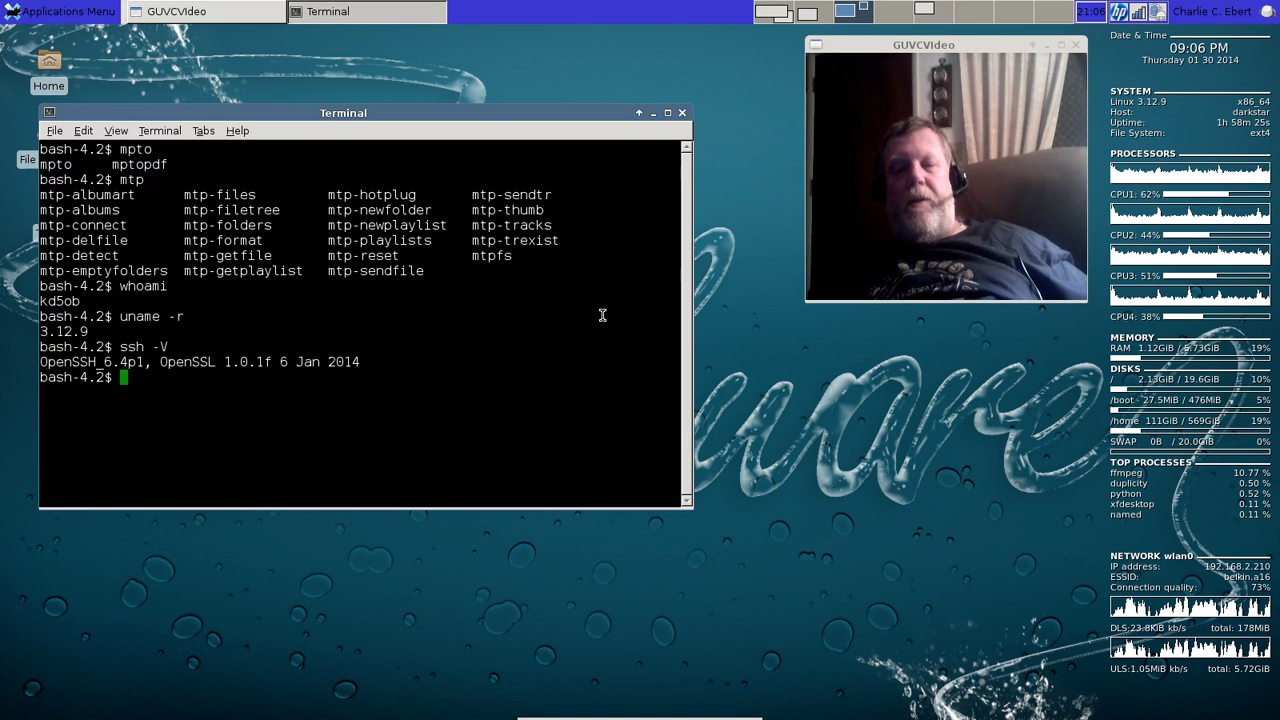 Applications Menu
GUVCVIdeo
Terminal
21:06
hp
Charlie C. Ebert
Home
File
Terminal
File Edit View Terminal Tabs Help
bash-4.2$ mpto
mpto mptopdf
bash-4.2$ mtp
mtp-albumart mtp-files mtp-hotplug mtp-sendtr
mtp-albums mtp-filetree mtp-newfolder mtp-thumb
mtp-connect mtp-folders mtp-newplaylist mtp-tracks
mtp-delfile mtp-format mtp-playlists mtp-trexist
mtp-detect mtp-getfile mtp-reset mtpfs
mtp-emptyfolders mtp-getplaylist mtp-sendfile
bash-4.2$ whoami
kd5ob
bash-4.2$ uname -r
3.12.9
bash-4.2$ ssh -V
OpenSSH_6.4p1, OpenSSL 1.0.1f 6 Jan 2014
bash-4.2$
GUVCVIdeo
ware
Date & Time
09:06 PM
Thursday 01 30 2014
SYSTEM
Linux 3.12.9 x86_64
Host: darkstar
Uptime: 1h 58m 25s
File System: ext4
PROCESSORS
CPU1: 62%
CPU2: 44%
CPU3: 51%
CPU4: 38%
MEMORY
RAM 1.12GiB / 5.73GiB 19%
DISKS
/ 2.13GiB / 19.6GiB 10%
/boot - 27.5MiB / 476MiB 5%
/home 111GiB / 569GiB 19%
SWAP 0B / 20.0GiB 0%
TOP PROCESSES
ffmpeg 10.77 %
duplicity 0.50 %
python 0.52 %
xfdesktop 0.11 %
named 0.11 %
NETWORK wlan0
IP address: 192.168.2.210
ESSID: belkin.a16
Connection quality: 73%
DLS:23.8KiB kb/s total: 178MiB
ULS:1.05MiB kb/s total: 5.72GiB